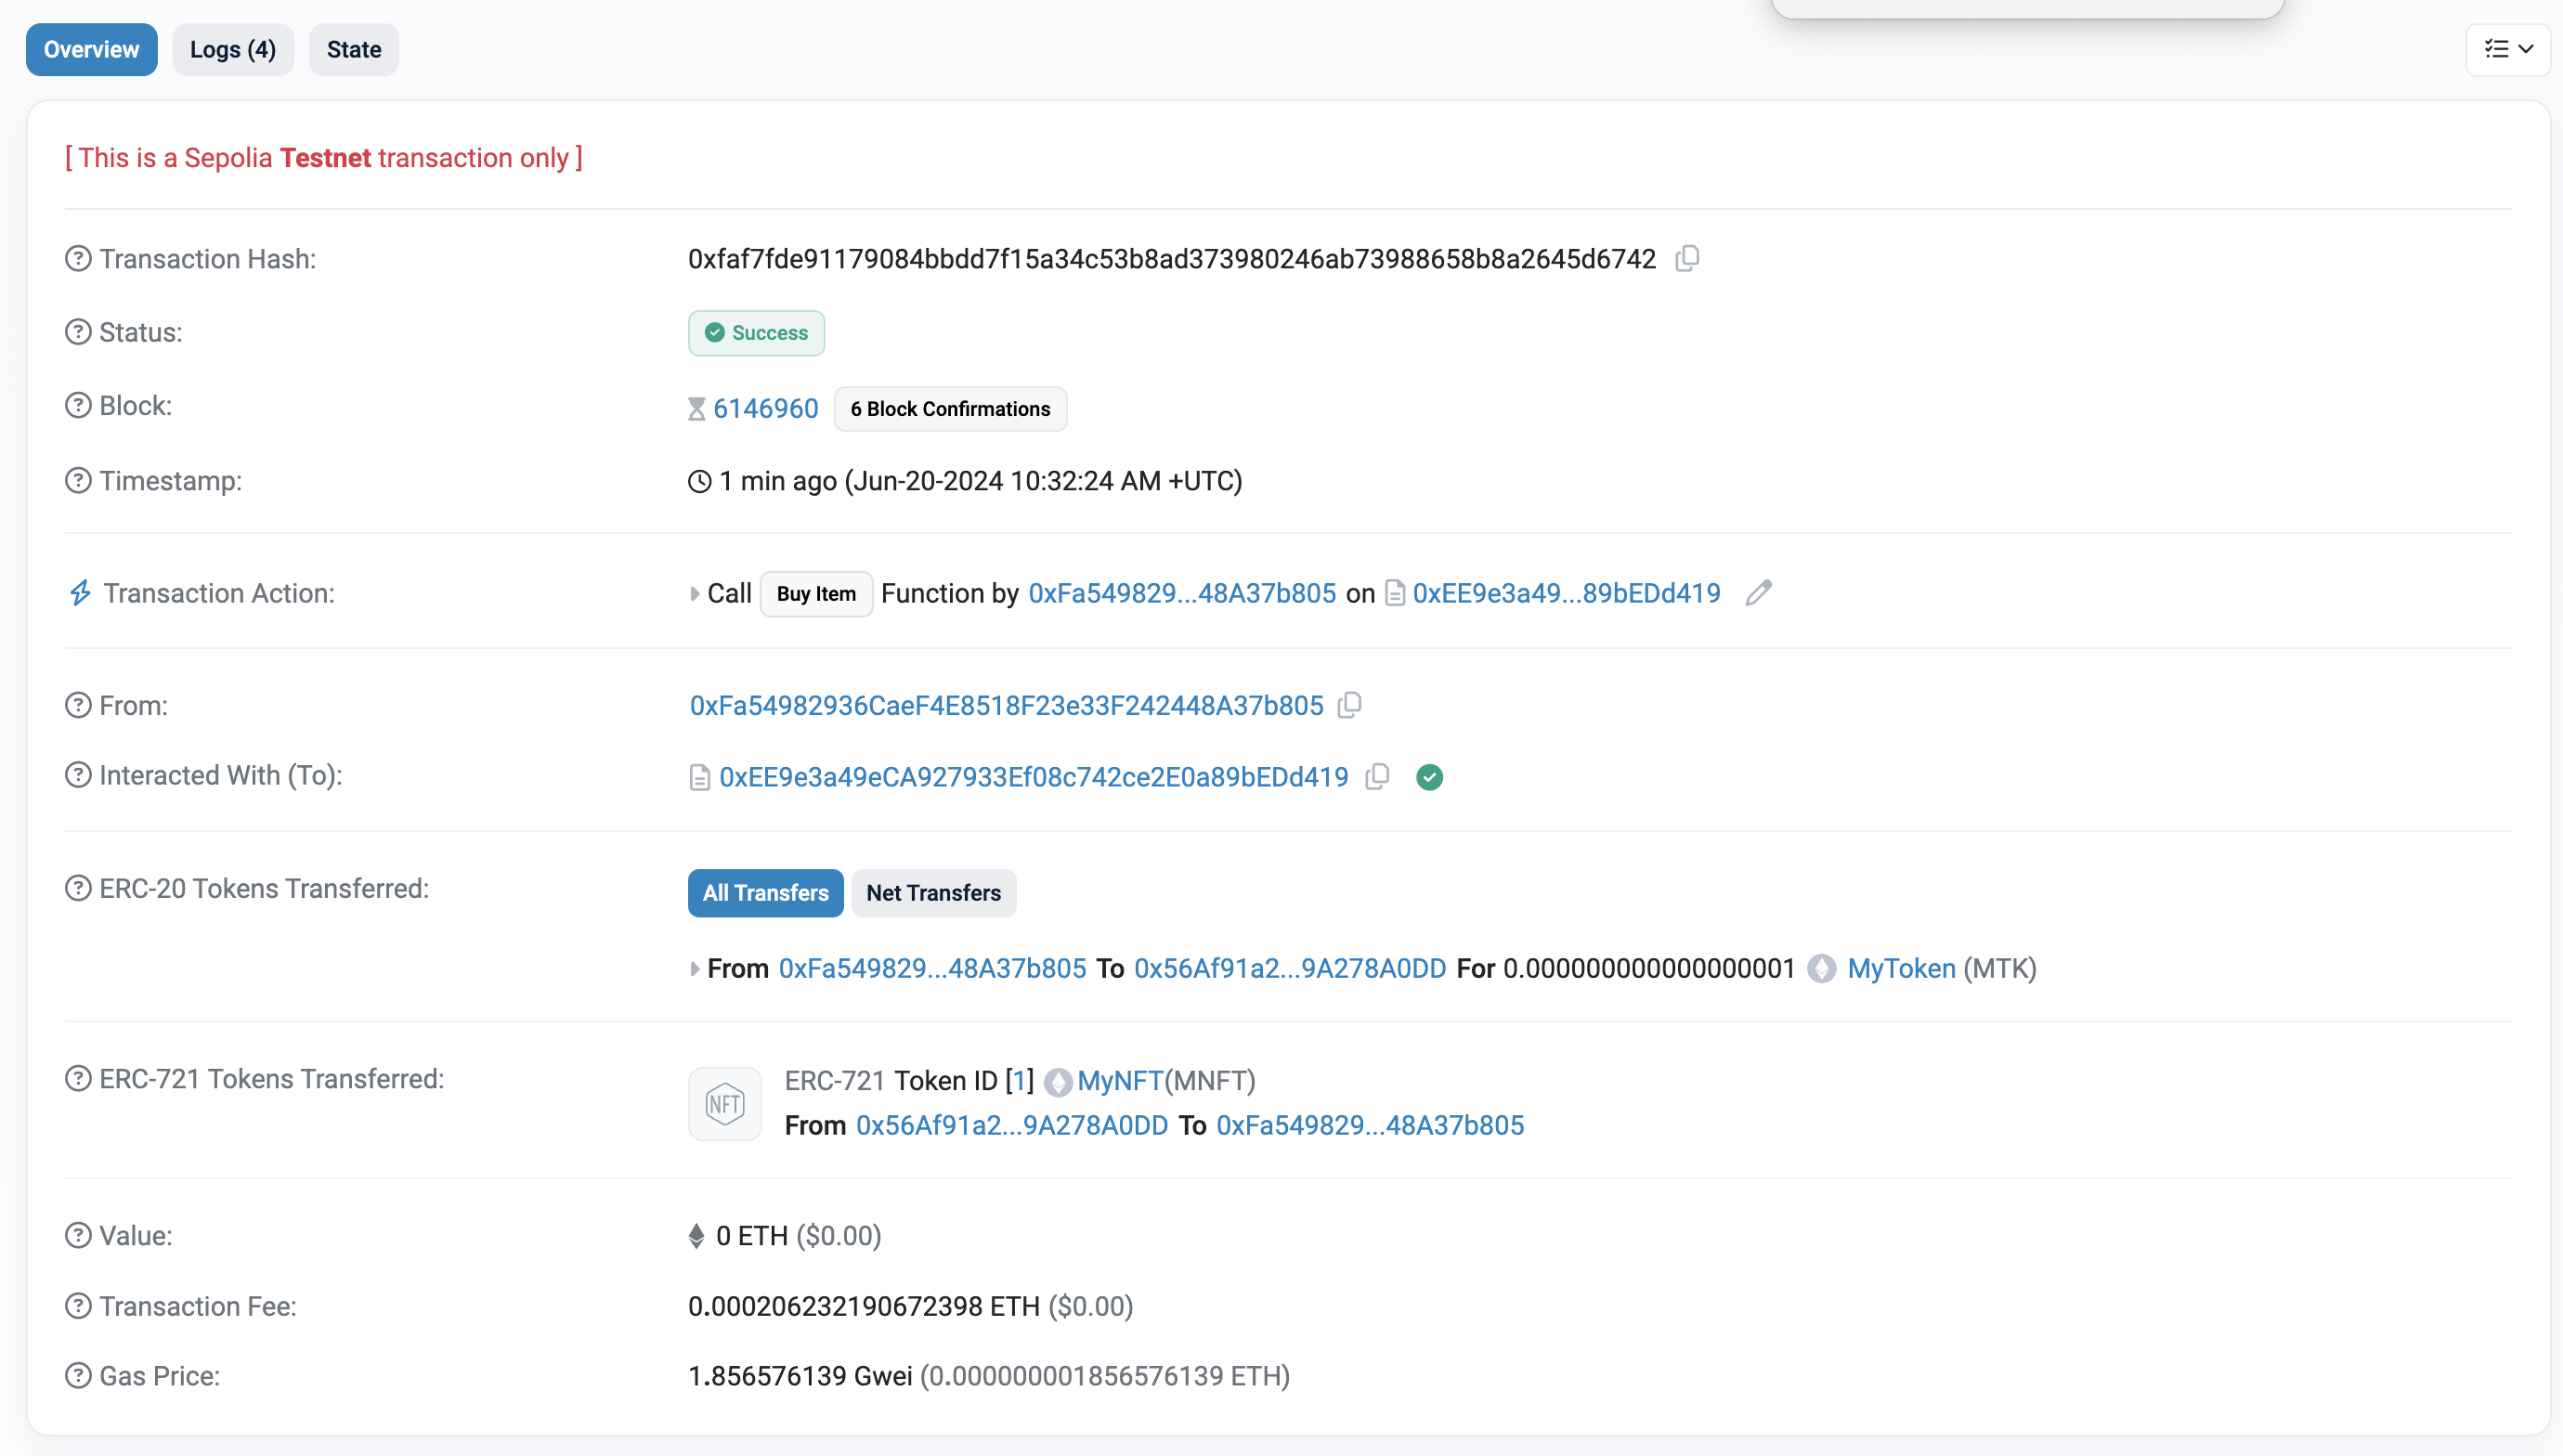 Overview Logs (4) State
[ This is a Sepolia Testnet transaction only ]
Transaction Hash: 0xfaf7fde91179084bbdd7f15a34c53b8ad373980246ab73988658b8a2645d6742
Status: Success
Block: 6146960 6 Block Confirmations
Timestamp: 1 min ago (Jun-20-2024 10:32:24 AM +UTC)
Transaction Action: Call Buy Item Function by 0xFa549829...48A37b805 on 0xEE9e3a49...89bEDd419
From: 0xFa54982936CaeF4E8518F23e33F242448A37b805
Interacted With (To): 0xEE9e3a49eCA927933Ef08c742ce2E0a89bEDd419
ERC-20 Tokens Transferred: All Transfers Net Transfers
From 0xFa549829...48A37b805 To 0x56Af91a2...9A278A0DD For 0.000000000000000001 MyToken (MTK)
ERC-721 Tokens Transferred: NFT ERC-721 Token ID [1] MyNFT(MNFT)
From 0x56Af91a2...9A278A0DD To 0xFa549829...48A37b805
Value: 0 ETH ($0.00)
Transaction Fee: 0.000206232190672398 ETH ($0.00)
Gas Price: 1.856576139 Gwei (0.000000001856576139 ETH)